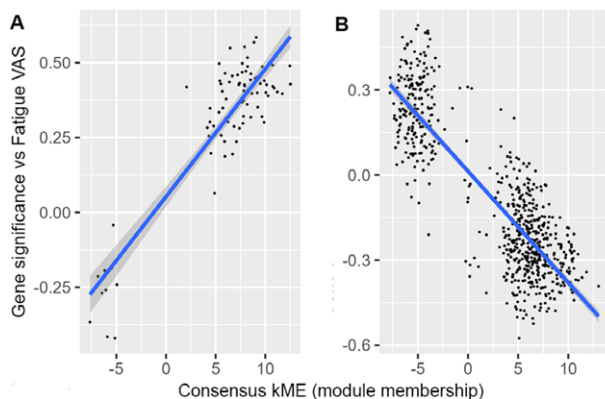 A
B
Gene significance vs Fatigue VAS
0.50
0.25
0.00
-0.25
0.3
0.0
-0.3
-0.6
-5 0 5 10
-5 0 5 10
Consensus kME (module membership)